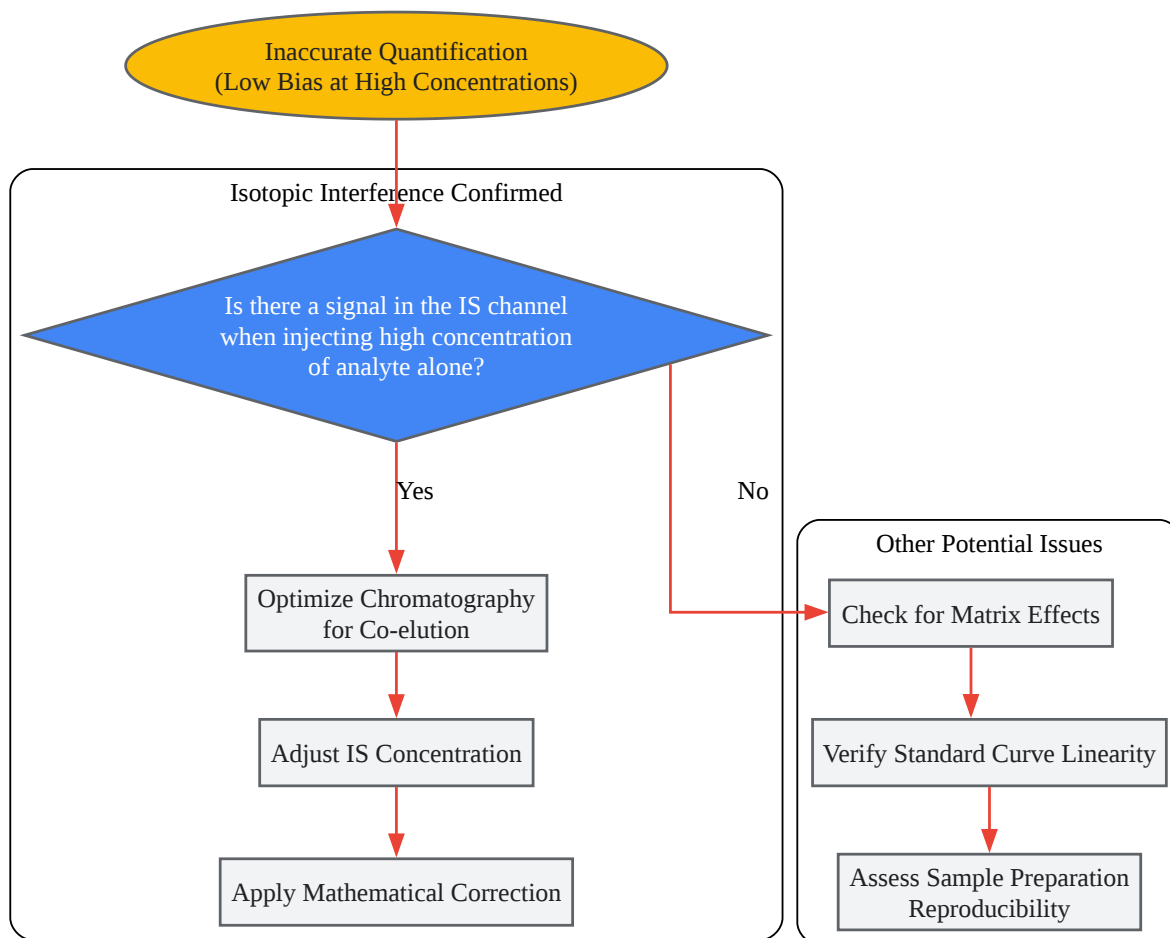 Inaccurate Quantification
(Low Bias at High Concentrations)
Isotopic Interference Confirmed
Is there a signal in the IS channel
when injecting high concentration
of analyte alone?
Yes
No
Optimize Chromatography
for Co-elution
Adjust IS Concentration
Apply Mathematical Correction
Other Potential Issues
Check for Matrix Effects
Verify Standard Curve Linearity
Assess Sample Preparation
Reproducibility